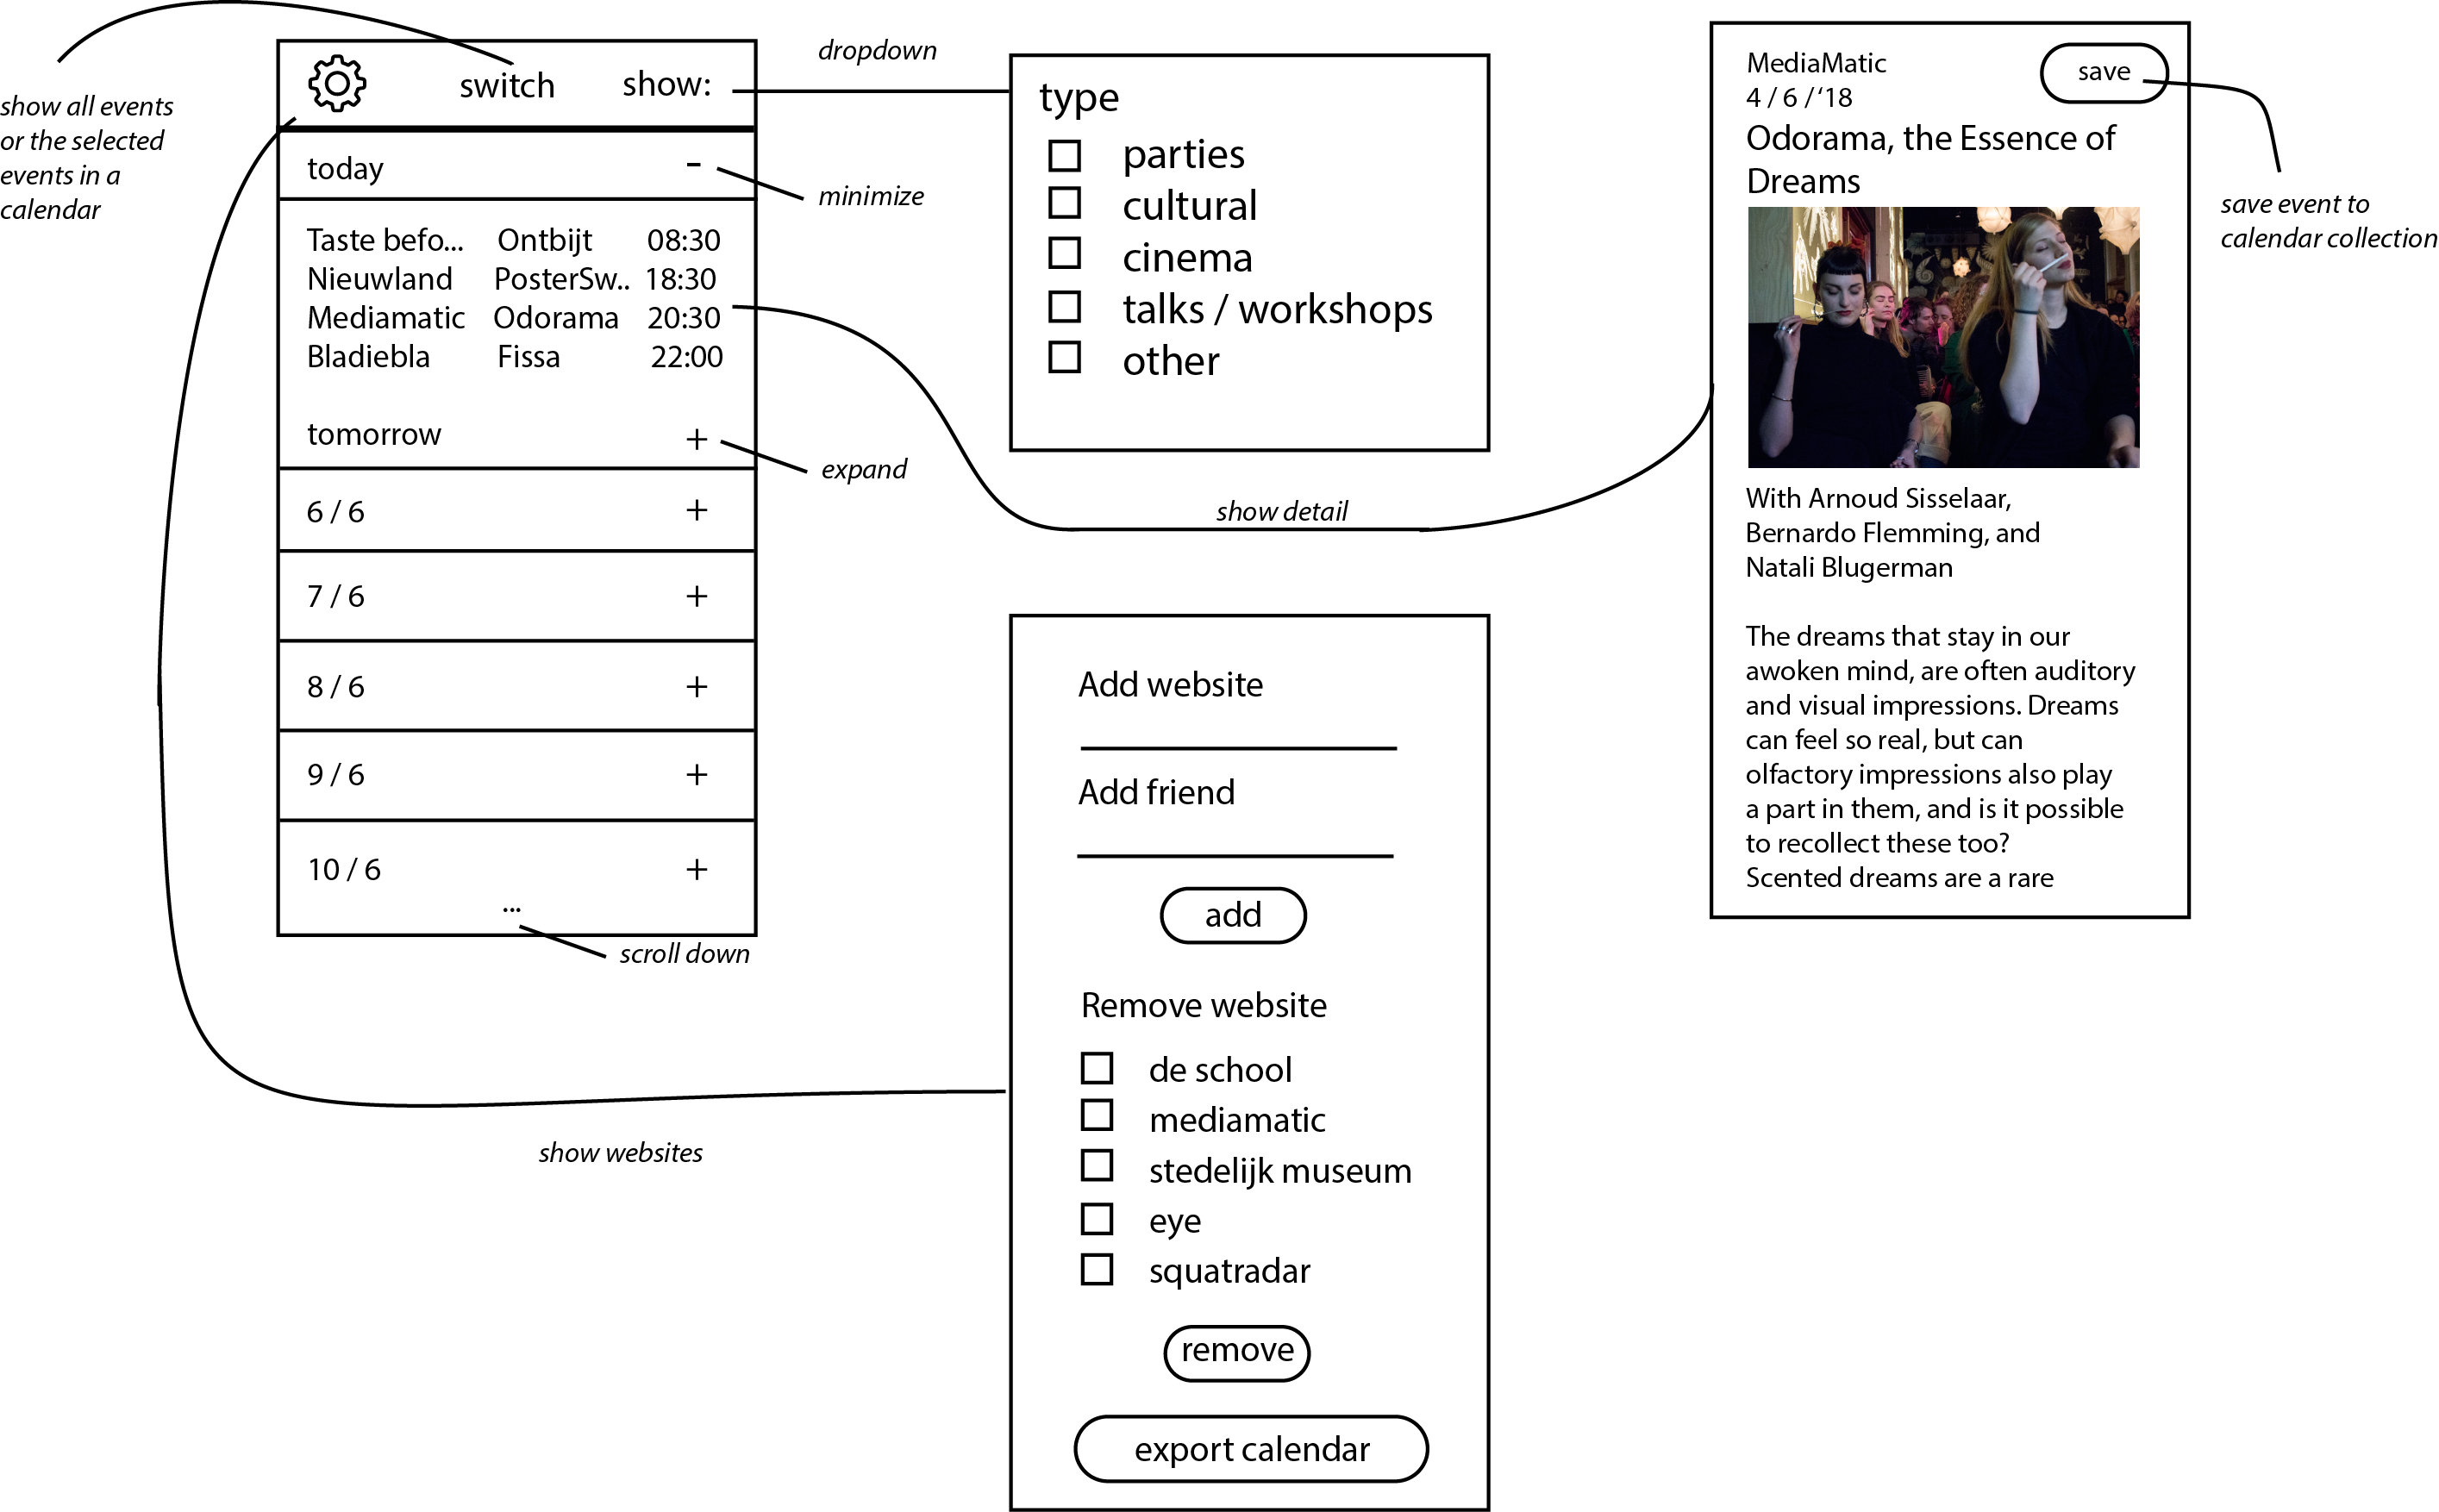 show all events
or the selected
events in a
calendar
switch
show:
today
-
minimize
Taste befo... Ontbijt 08:30
Nieuwland PosterSw.. 18:30
Mediamatic Odorama 20:30
Bladiebla Fissa 22:00
tomorrow +
expand
6 / 6 +
7 / 6 +
8 / 6 +
9 / 6 +
10 / 6 +
...
scroll down
dropdown
type
parties
cultural
cinema
talks / workshops
other
show detail
show websites
Add website
Add friend
add
Remove website
de school
mediamatic
stedelijk museum
eye
squatradar
remove
export calendar
MediaMatic
4 / 6 / ‘18
save
Odorama, the Essence of
Dreams
With Arnoud Sisselaar,
Bernardo Flemming, and
Natali Blugerman
The dreams that stay in our
awoken mind, are often auditory
and visual impressions. Dreams
can feel so real, but can
olfactory impressions also play
a part in them, and is it possible
to recollect these too?
Scented dreams are a rare
save event to
calendar collection